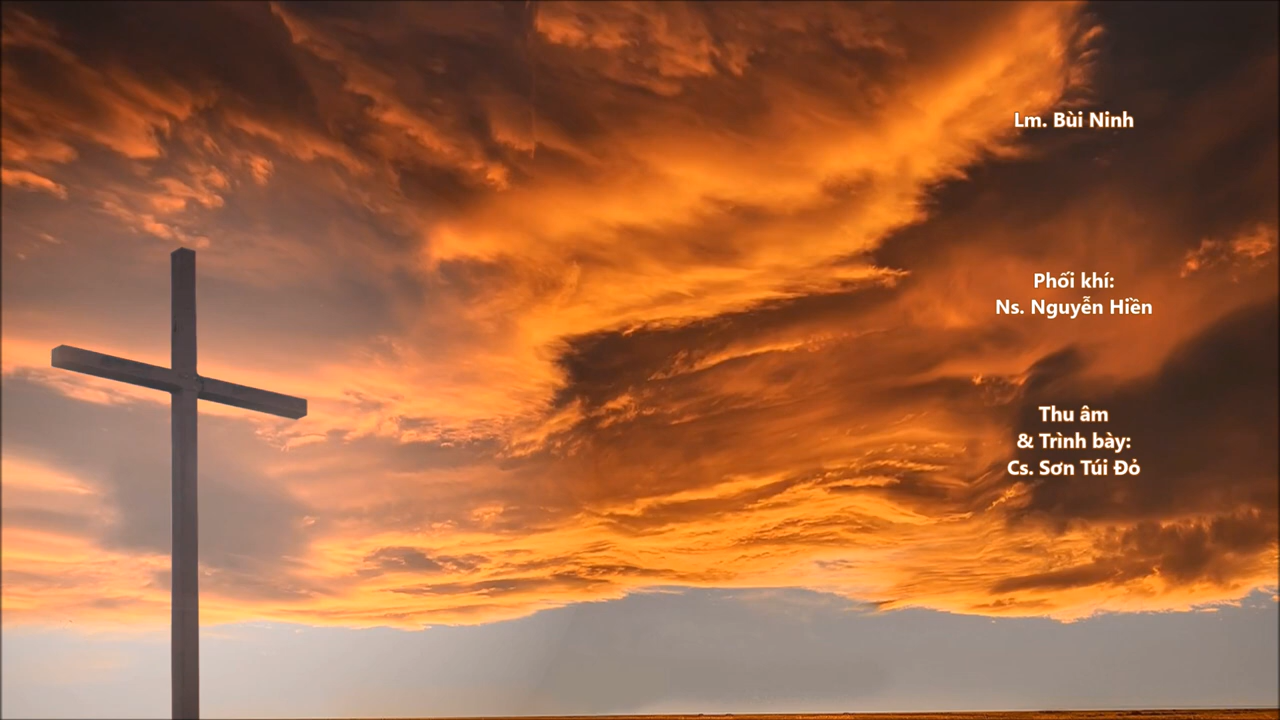 Lm. Bùi Ninh
Phối khí:
Ns. Nguyễn Hiền
Thu âm
& Trình bày:
Cs. Sơn Túi Đỏ